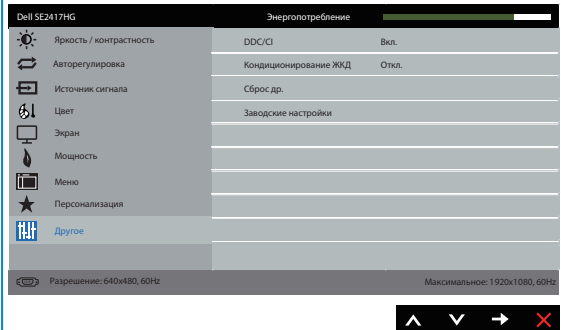 Dell SE2417HG Энергопотребление
Яркость / контрастность
Авторегулировка
Источник сигнала
Цвет
Экран
Мощность
Меню
Персонализация
Другое
DDC/CI Вкл.
Кондиционирование ЖКД Откл.
Сброс др.
Заводские настройки
Разрешение: 640x480, 60Hz Максимальное: 1920x1080, 60Hz